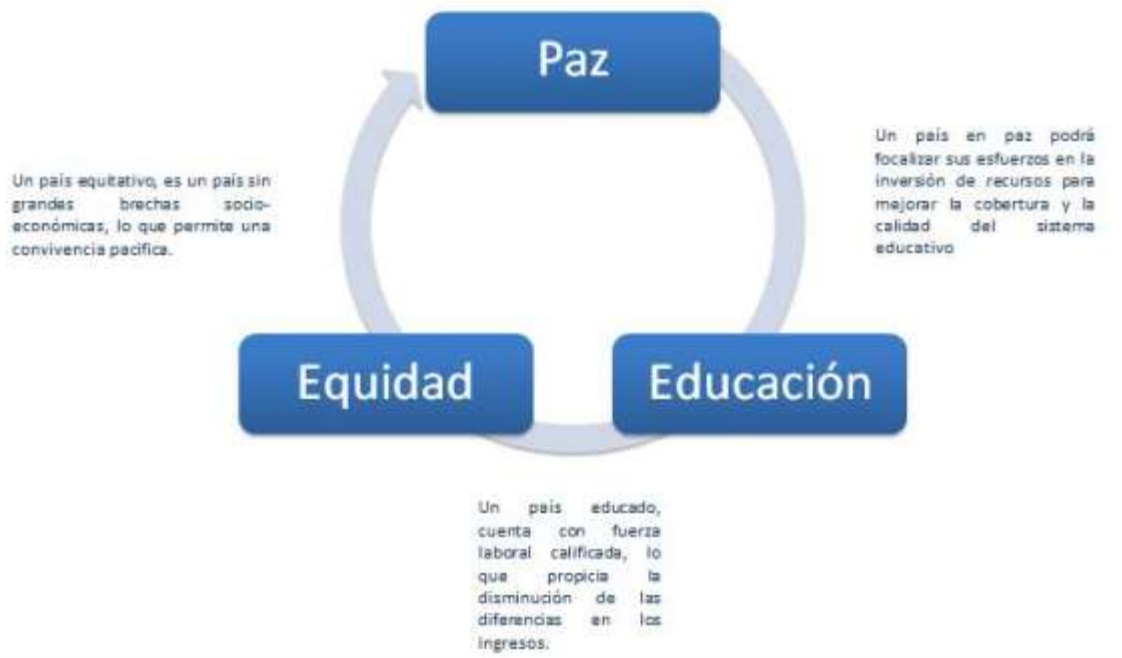 Paz
Un país en paz podrá
focalizar sus esfuerzos en la
inversión de recursos para
mejorar la cobertura y la
calidad del sistema
educativo
Un país equitativo, es un país sin
grandes brechas socio-
económicas, lo que permite una
convivencia pacifica.
Equidad
Educación
Un país educado,
cuenta con fuerza
laboral calificada, lo
que propicia la
disminución de las
diferencias en los
ingresos.